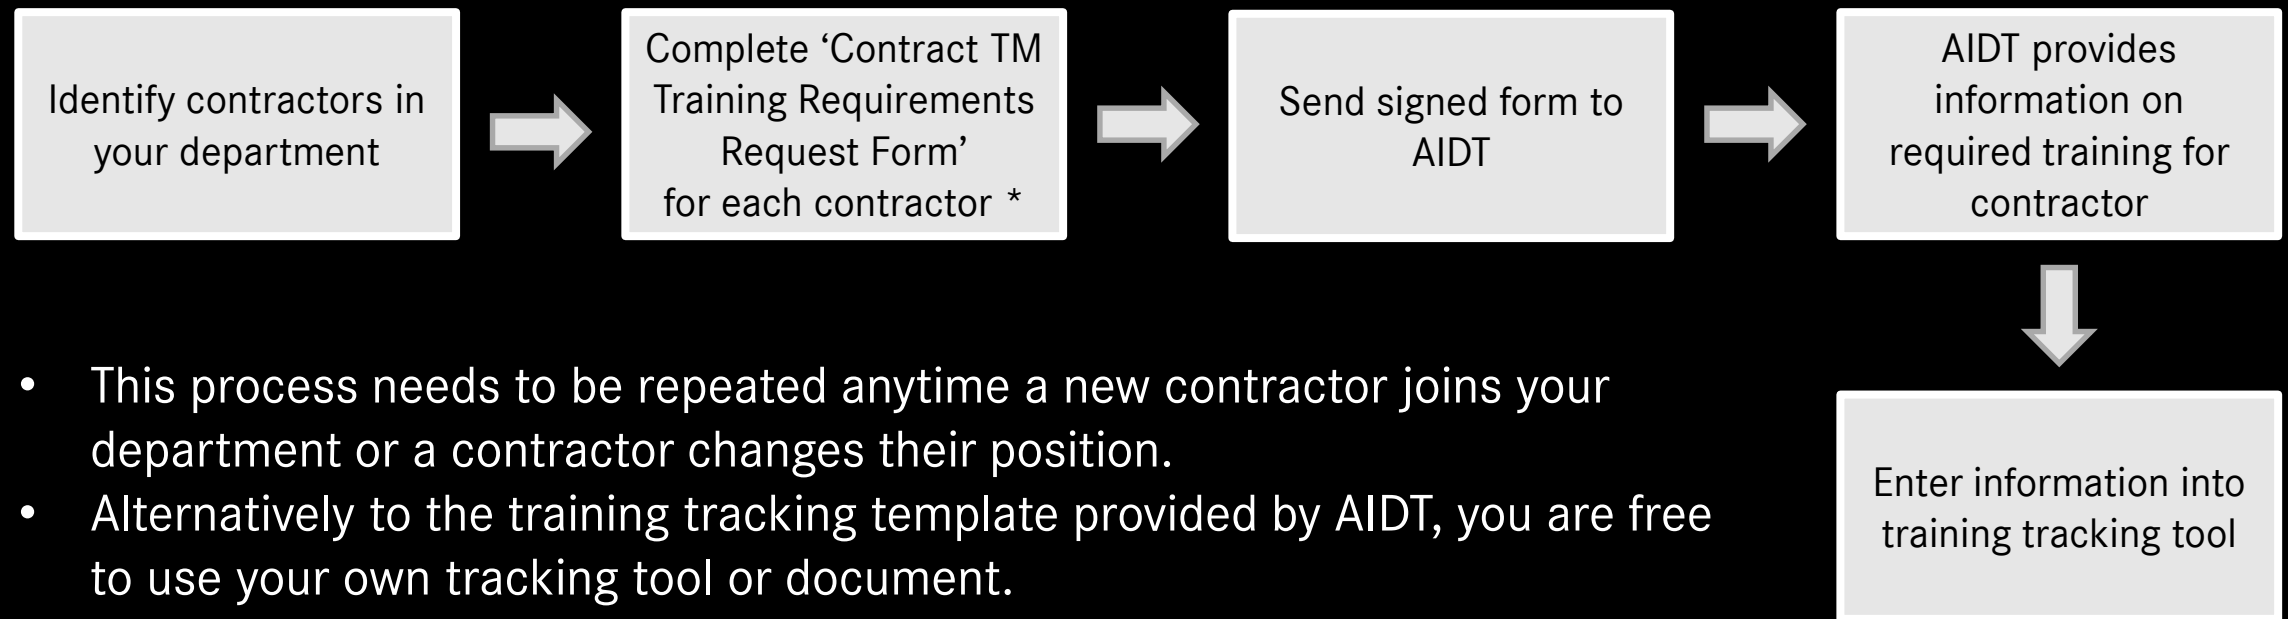 Identify contractors in
your department
Complete ‘Contract TM
Training Requirements
Request Form’
for each contractor *
Send signed form to
AIDT
AIDT provides
information on
required training for
contractor
Enter information into
training tracking tool
• This process needs to be repeated anytime a new contractor joins your
department or a contractor changes their position.
• Alternatively to the training tracking template provided by AIDT, you are free
to use your own tracking tool or document.